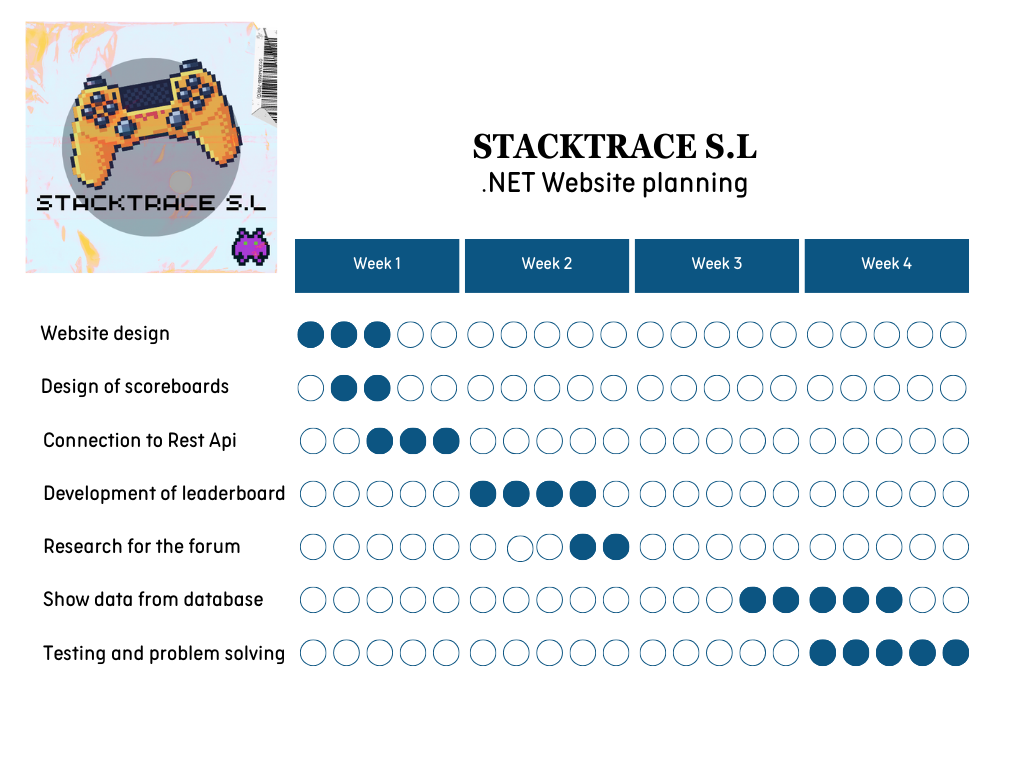 STACKTRACE S.L
STACKTRACE S.L
.NET Website planning
Week 1
Week 2
Week 3
Week 4
Website design
Design of scoreboards
Connection to Rest Api
Development of leaderboard
Research for the forum
Show data from database
Testing and problem solving